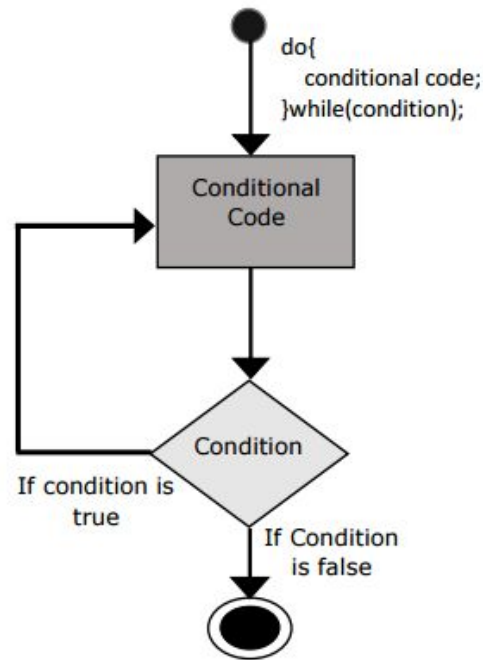 do{
conditional code;
}while(condition);
Conditional
Code
Condition
If condition is
true
If Condition
is false